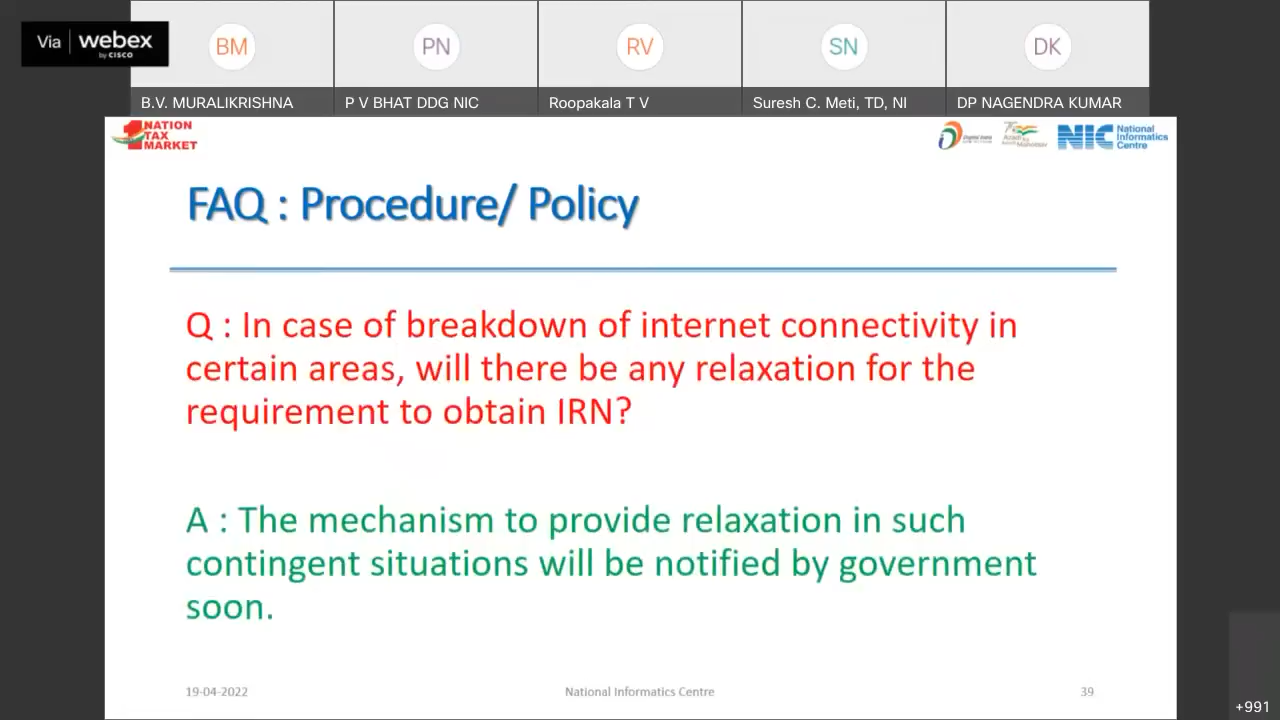 Via webex
by CISCO
BM
PN
RV
SN
DK
B.V. MURALIKRISHNA
P V BHAT DDG NIC
Roopakala T V
Suresh C. Meti, TD, NI
DP NAGENDRA KUMAR
1 NATION
TAX
MARKET
NIC National
Informatics
Centre
FAQ : Procedure/ Policy
Q : In case of breakdown of internet connectivity in
certain areas, will there be any relaxation for the
requirement to obtain IRN?
A : The mechanism to provide relaxation in such
contingent situations will be notified by government
soon.
19-04-2022
National Informatics Centre
39
+991